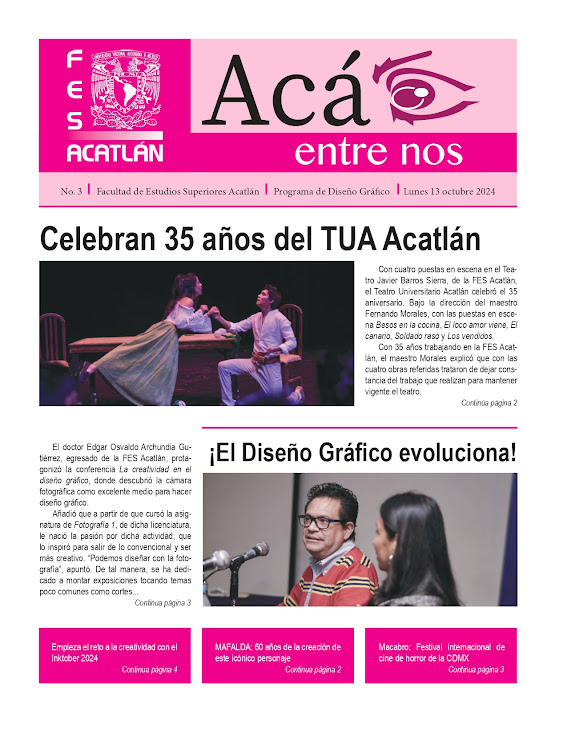 FES
ACATLÁN
UNIVERSIDAD NACIONAL AUTÓNOMA DE MÉXICO
Acá
entre nos
No. 3 | Facultad de Estudios Superiores Acatlán | Programa de Diseño Gráfico | Lunes 13 octubre 2024
Celebran 35 años del TUA Acatlán
Con cuatro puestas en escena en el Tea-
tro Javier Barros Sierra, de la FES Acatlán,
el Teatro Universitario Acatlán celebró el 35
aniversario. Bajo la dirección del maestro
Fernando Morales, con las puestas en esce-
na Besos en la cocina, El loco amor viene, El
canario, Soldado raso y Los vendidos.
Con 35 años trabajando en la FES Acat-
lán, el maestro Morales explicó que con las
cuatro obras referidas trataron de dejar cons-
tancia del trabajo que realizan para mantener
vigente el teatro.
Continúa página 2
El doctor Edgar Osvaldo Archundia Gu-
tiérrez, egresado de la FES Acatlán, prota-
gonizó la conferencia La creatividad en el
diseño gráfico, donde descubrió la cámara
fotográfica como excelente medio para hacer
diseño gráfico.
Añadió que a partir de que cursó la asig-
natura de Fotografía 1, de dicha licenciatura,
le nació la pasión por dicha actividad, que
lo inspiró para salir de lo convencional y ser
más creativo. “Podemos diseñar con la foto-
grafía”, apuntó. De tal manera, se ha dedi-
cado a montar exposiciones tocando temas
poco comunes como cortes...
Continua página 3
¡El Diseño Gráfico evoluciona!
Empieza el reto a la creatividad con el
Inktober 2024
Continua página 4
MAFALDA: 60 años de la creación de
este icónico personaje
Continua página 2
Macabro: Festival internacional de
cine de horror de la CDMX
Continua página 3